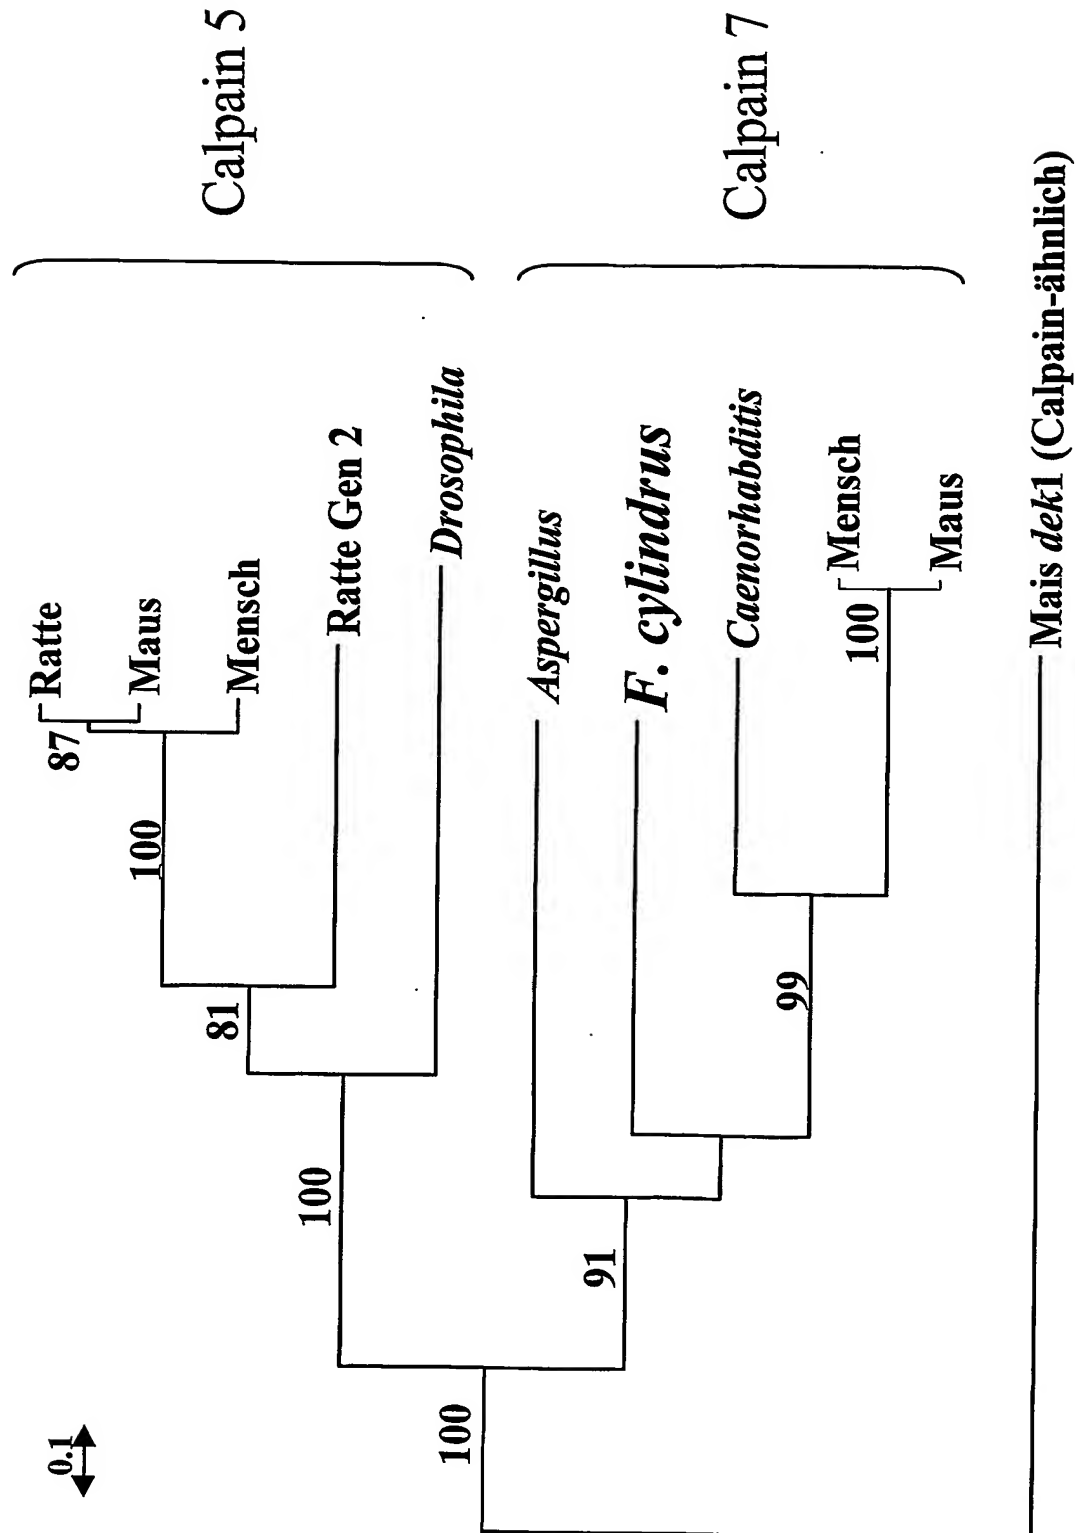 0.1
Ratte
87
Maus
100
Mensch
81
Ratte Gen 2
100
Drosophila
Calpain 5
100
Aspergillus
91
F. cylindrus
Caenorhabditis
99
Mensch
100
Maus
Calpain 7
Mais dek1 (Calpain-ähnlich)